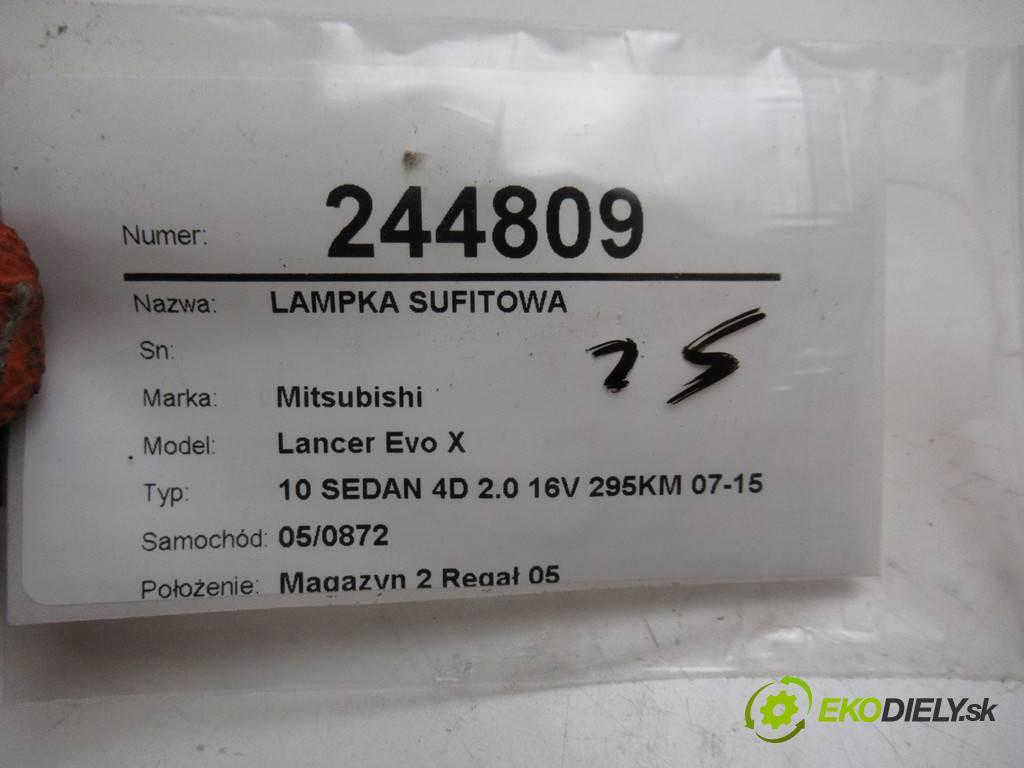 Numer: 244809
Nazwa: LAMPKA SUFITOWA
Sn:
25
Marka: Mitsubishi
Model: Lancer Evo X
Typ: 10 SEDAN 4D 2.0 16V 295KM 07-15
Samochód: 05/0872
Położenie: Magazyn 2 Regał 05
EKODIELY.sk